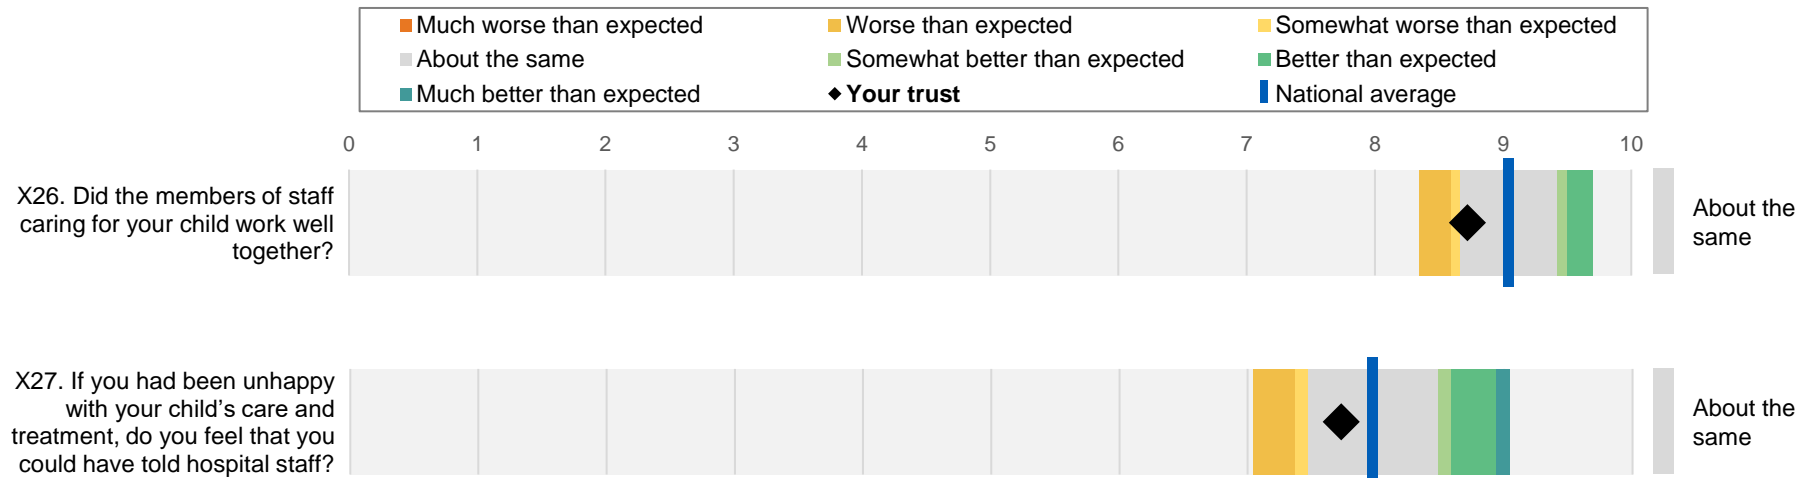 Much worse than expected
Worse than expected
Somewhat worse than expected
About the same
Somewhat better than expected
Better than expected
Much better than expected
Your trust
National average
0 1 2 3 4 5 6 7 8 9 10
X26. Did the members of staff
caring for your child work well
together?
About the
same
X27. If you had been unhappy
with your child’s care and
treatment, do you feel that you
could have told hospital staff?
About the
same